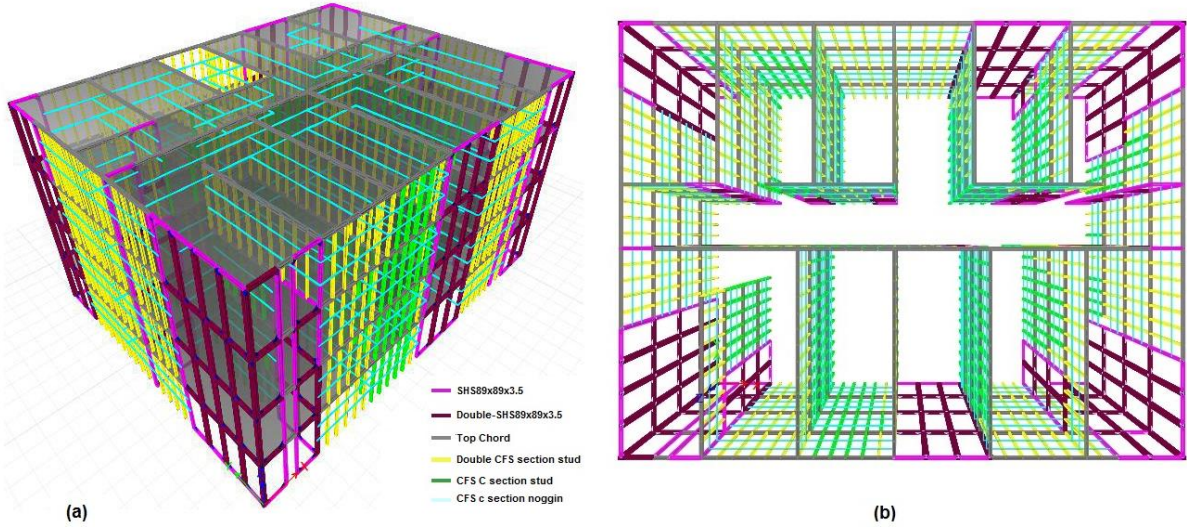 SHS89x89x3.5
Double-SHS89x89x3.5
Top Chord
Double CFS section stud
CFS C section stud
CFS c section noggin
(a)
(b)